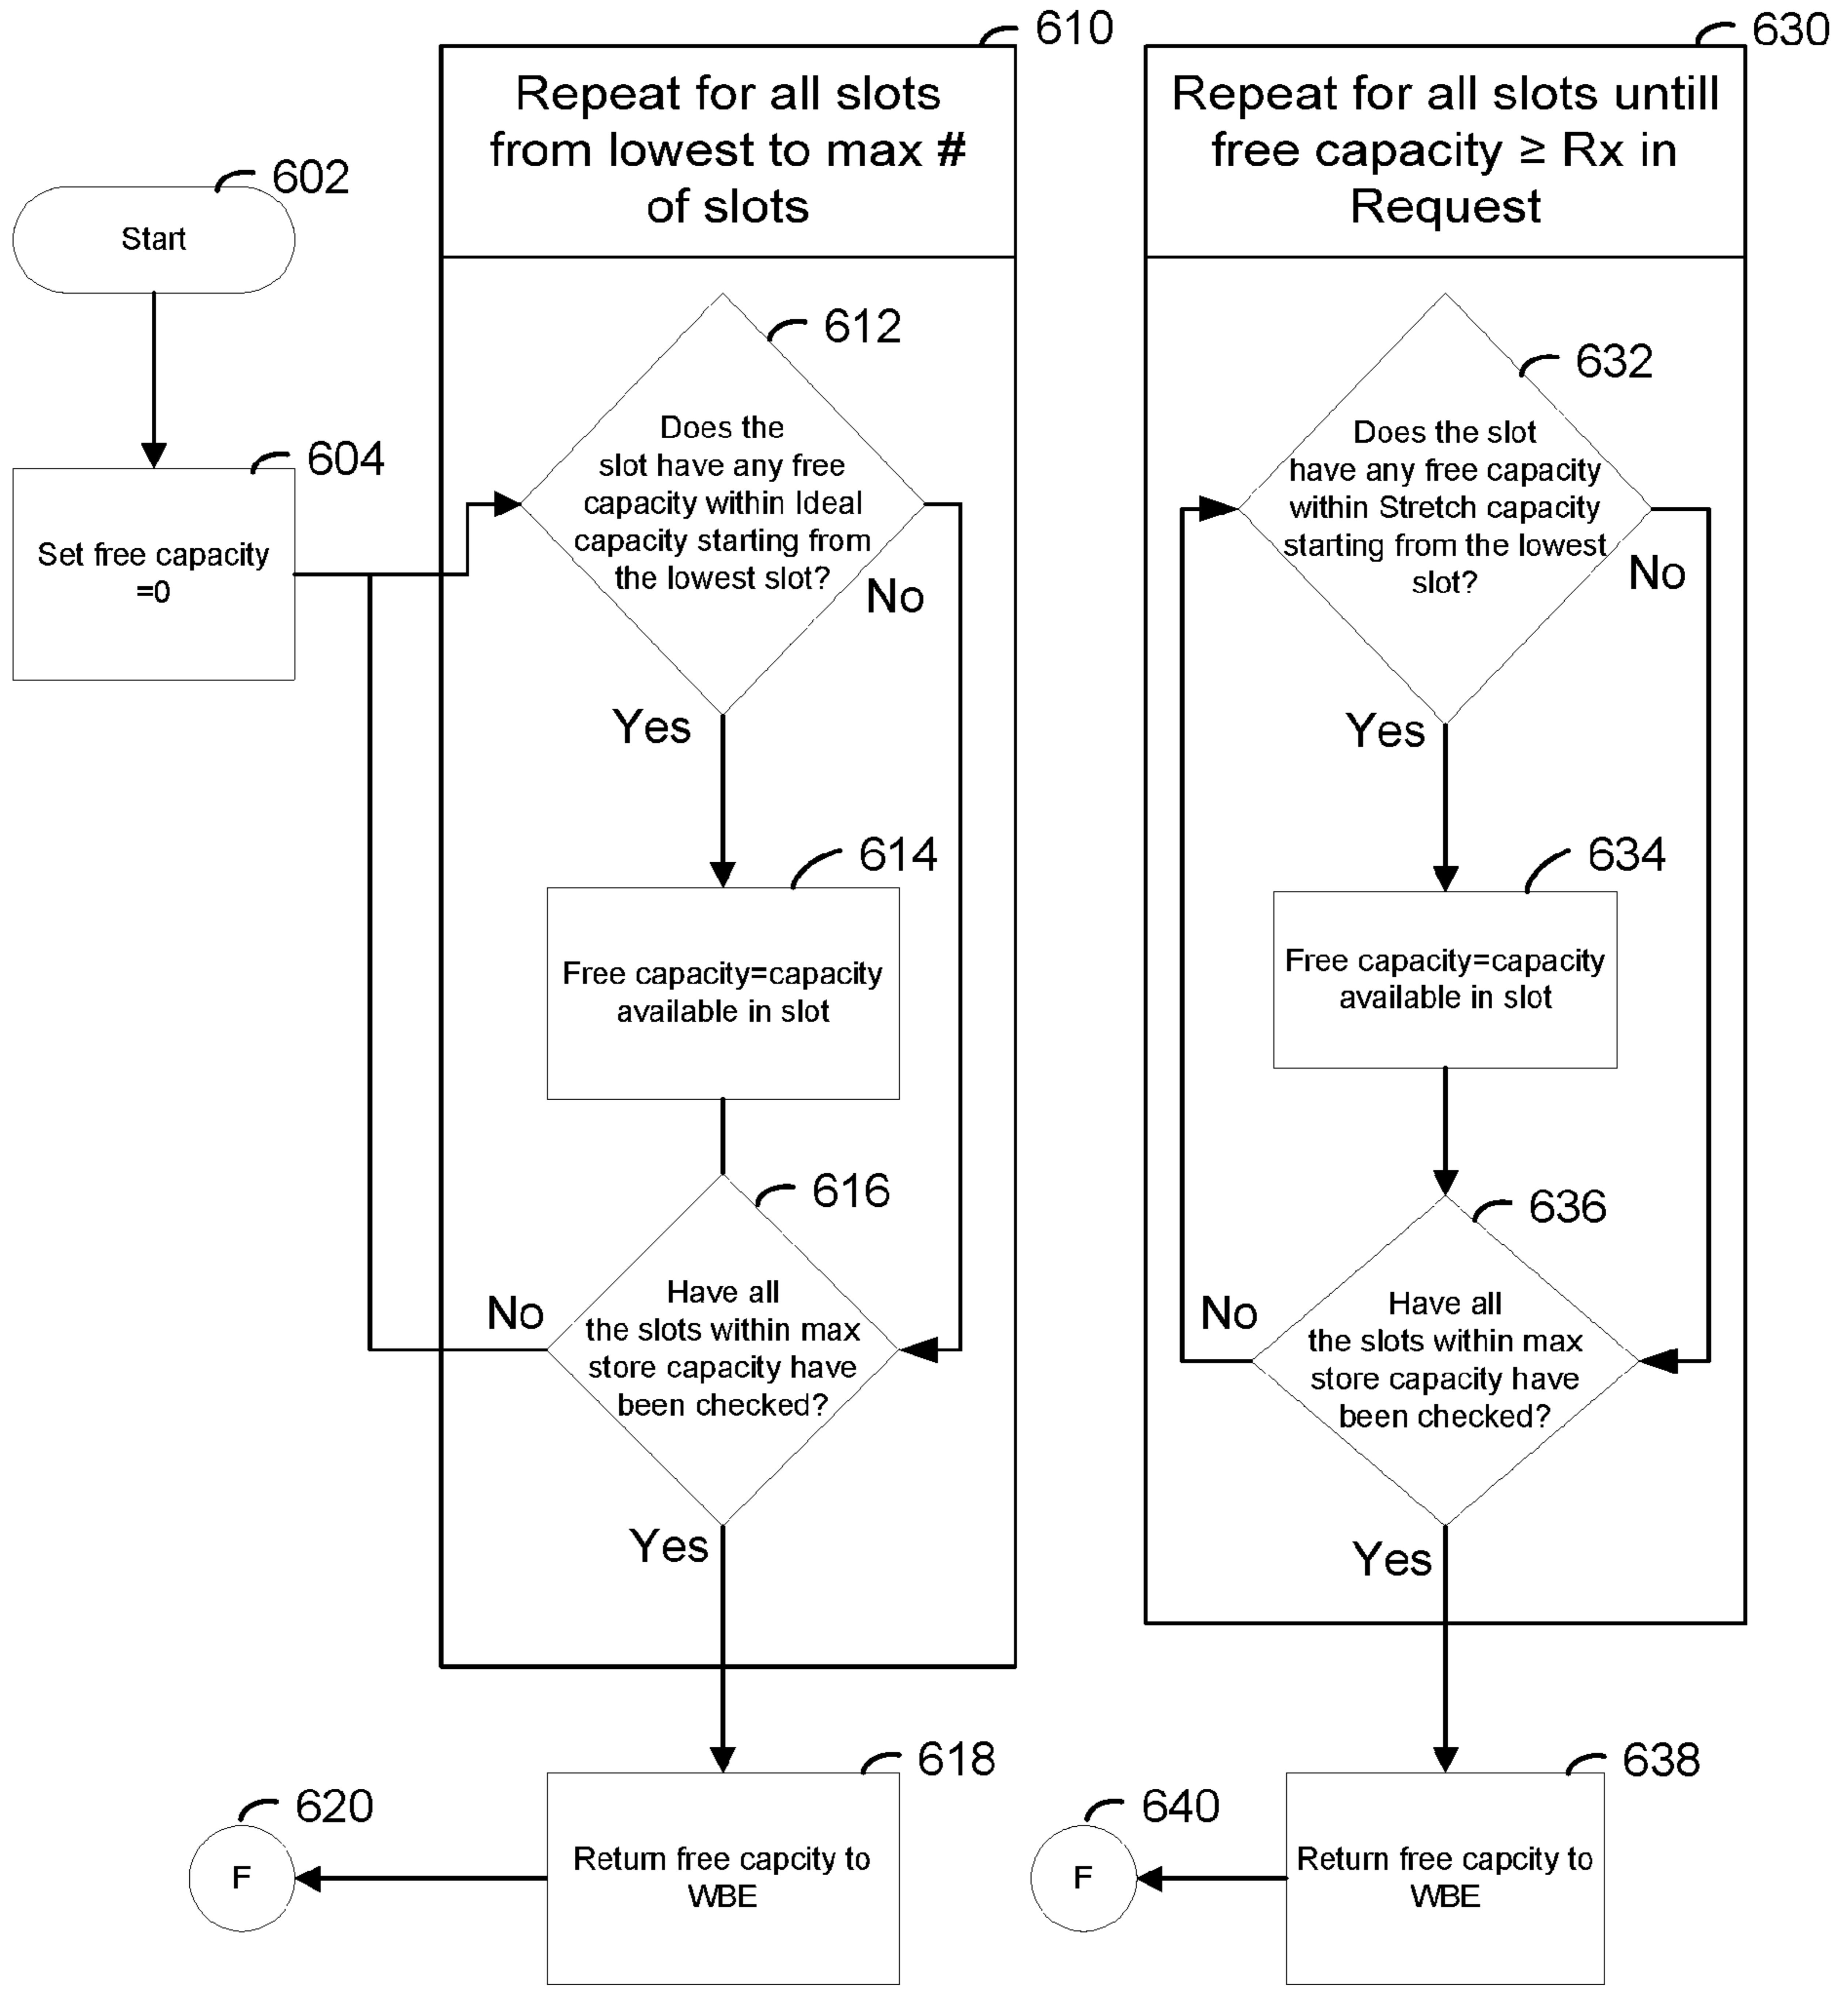 602
Start
604
Set free capacity
=0
610
Repeat for all slots
from lowest to max #
of slots
612
Does the
slot have any free
capacity within Ideal
capacity starting from
the lowest slot?
No
Yes
614
Free capacity=capacity
available in slot
616
Have all
the slots within max
store capacity have
been checked?
No
Yes
618
Return free capcity to
WBE
620
F
630
Repeat for all slots untill
free capacity ≥ Rx in
Request
632
Does the slot
have any free capacity
within Stretch capacity
starting from the lowest
slot?
No
Yes
634
Free capacity=capacity
available in slot
636
Have all
the slots within max
store capacity have
been checked?
No
Yes
638
Return free capcity to
WBE
640
F